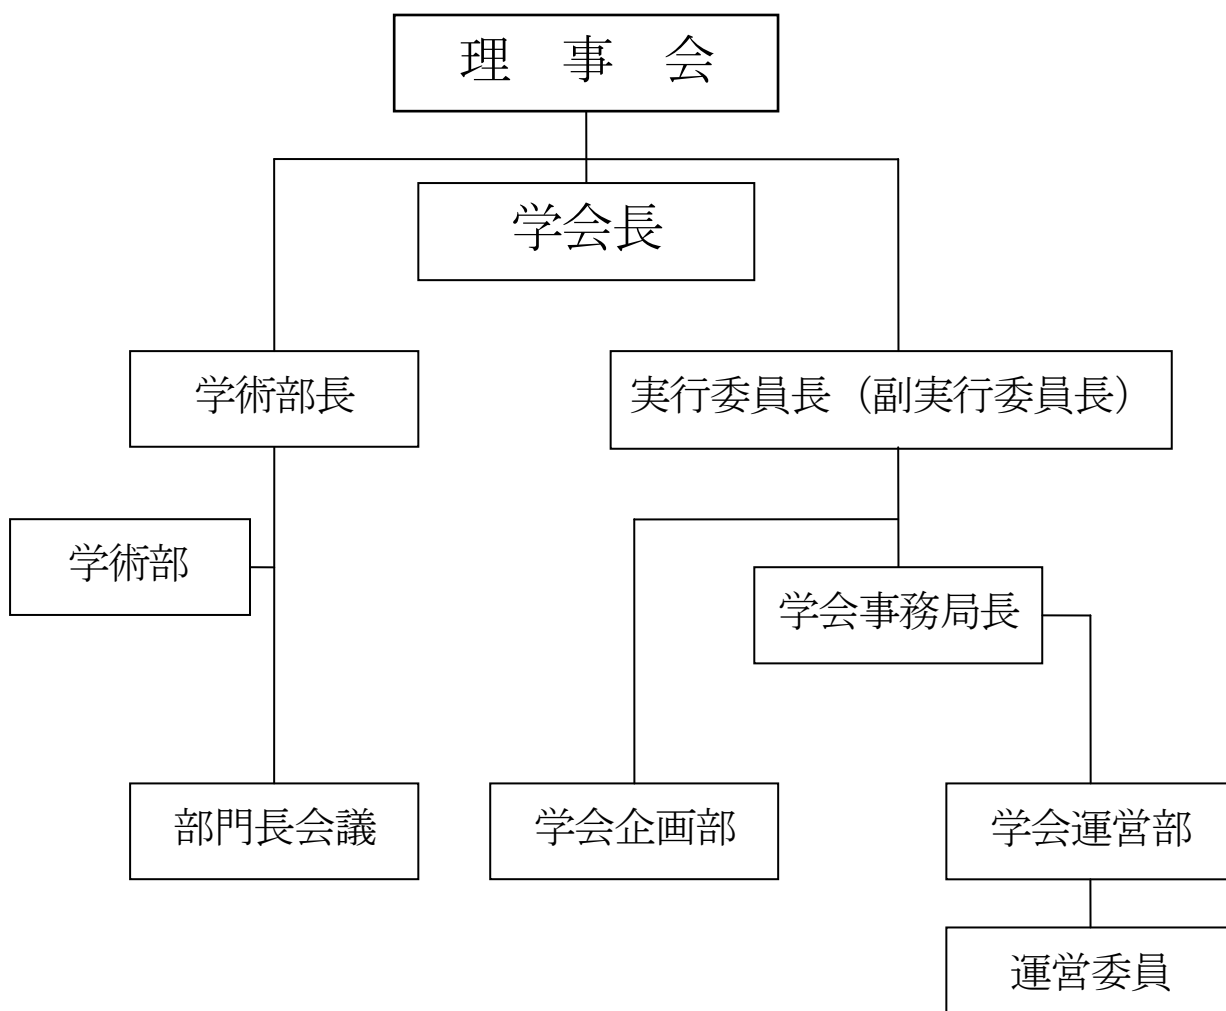 理　事　会
学会長
学術部長
実行委員長（副実行委員長）
学術部
学会事務局長
部門長会議
学会企画部
学会運営部
運営委員